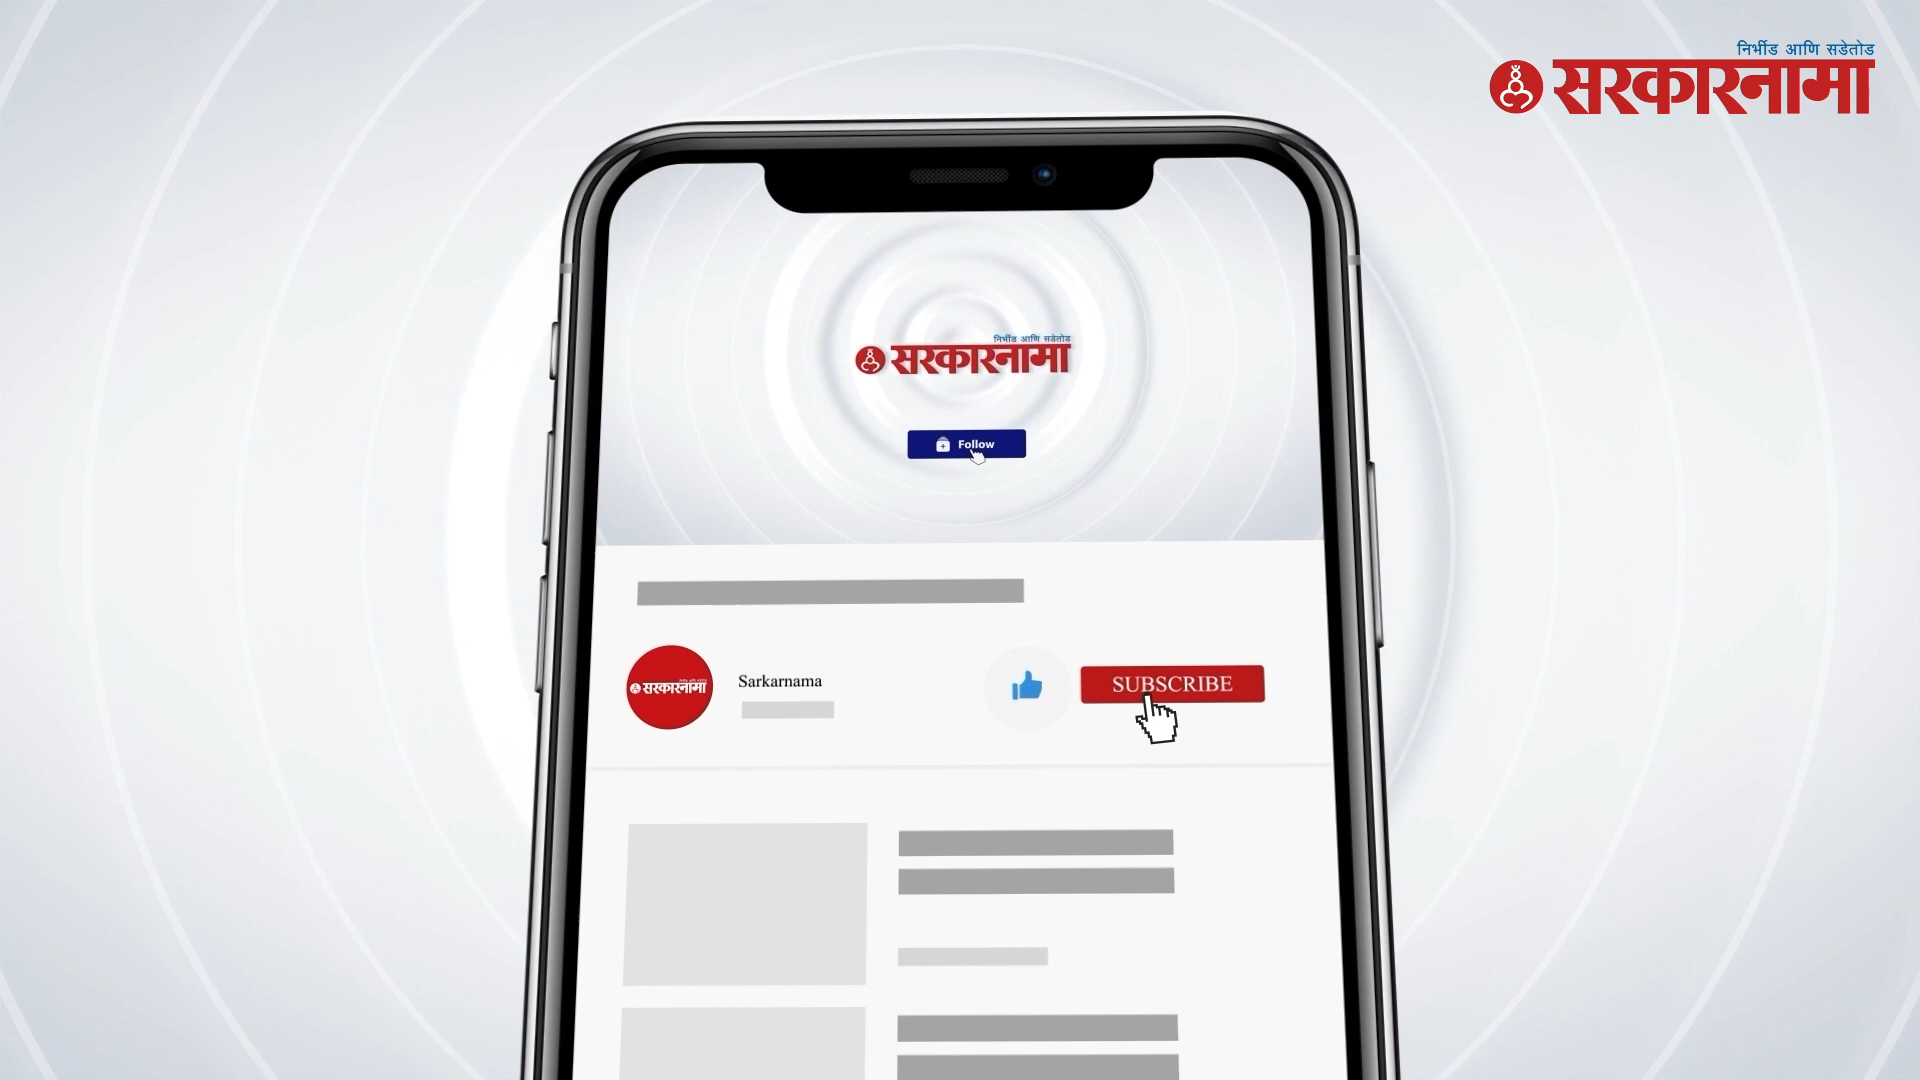 निर्भीड आणि सडेतोड
सरकारनामा
निर्भीड आणि सडेतोड
सरकारनामा
Follow
सरकारनामा
Sarkarnama
SUBSCRIBE